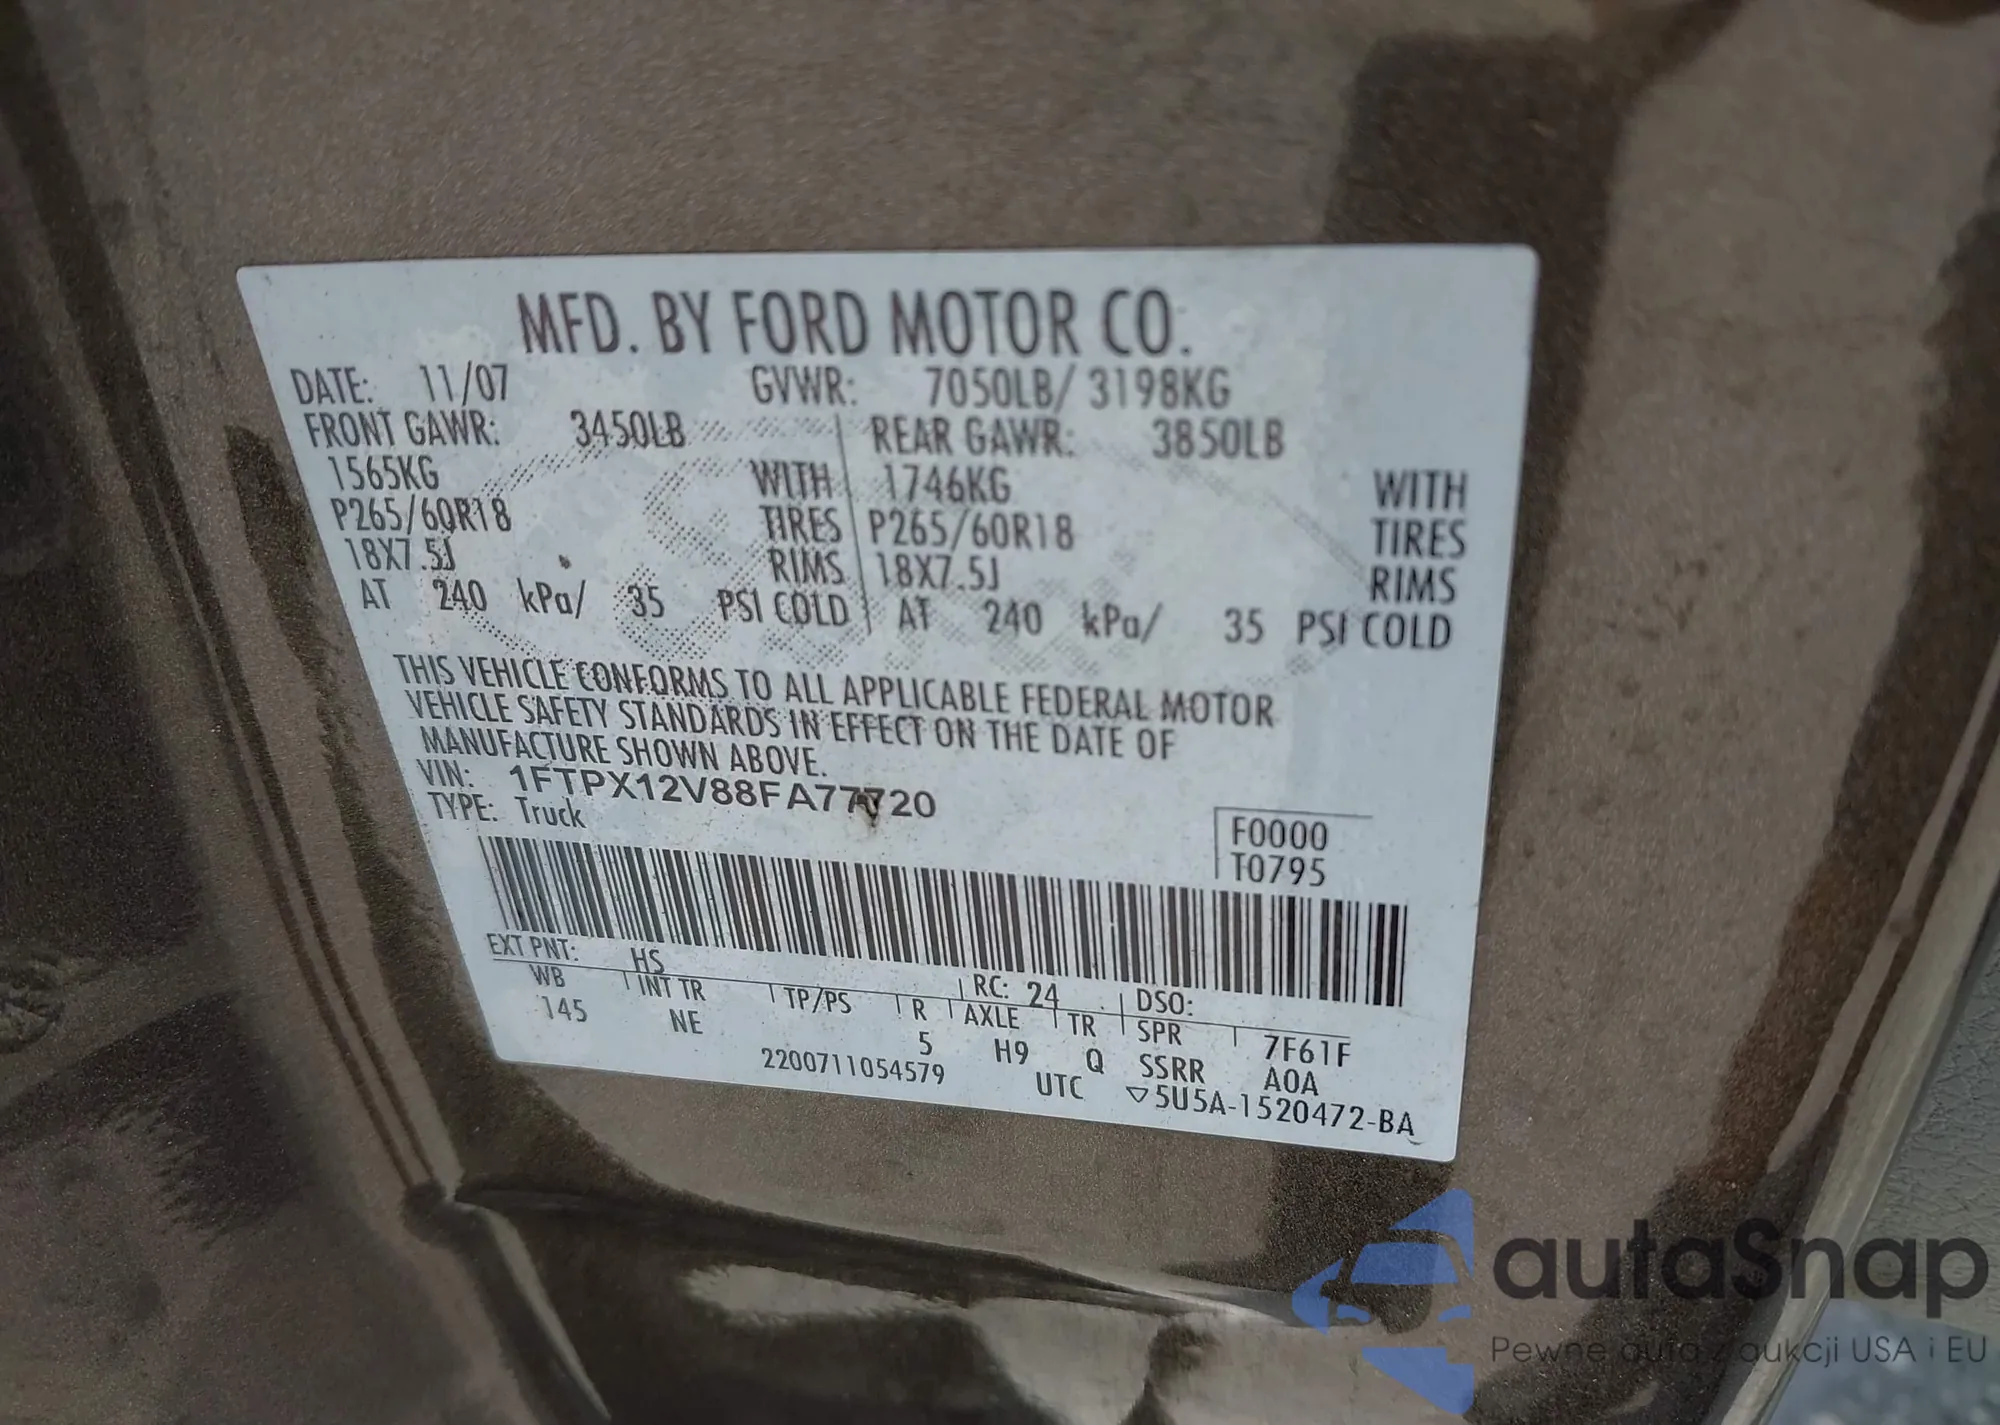 MFD. BY FORD MOTOR CO.
DATE: 11/07 GVWR: 7050LB/ 3198KG
FRONT GAWR: 3450LB REAR GAWR: 3850LB
1565KG WITH 1746KG WITH
P265/60R18 TIRES P265/60R18 TIRES
18X7.5J RIMS 18X7.5J RIMS
AT 240 kPa/ 35 PSI COLD AT 240 kPa/ 35 PSI COLD
THIS VEHICLE CONFORMS TO ALL APPLICABLE FEDERAL MOTOR
VEHICLE SAFETY STANDARDS IN EFFECT ON THE DATE OF
MANUFACTURE SHOWN ABOVE.
VIN: 1FTPX12V88FA77720
TYPE: Truck
F0000
T0795
EXT PNT: HS RC: 24 DSO:
WB INT TR TP/PS R AXLE TR SPR 7F61F
145 NE 5 H9 Q SSRR A0A
2200711054579 UTC ▽5U5A-1520472-BA
autaSnap
Pewne auta z aukcji USA i EU